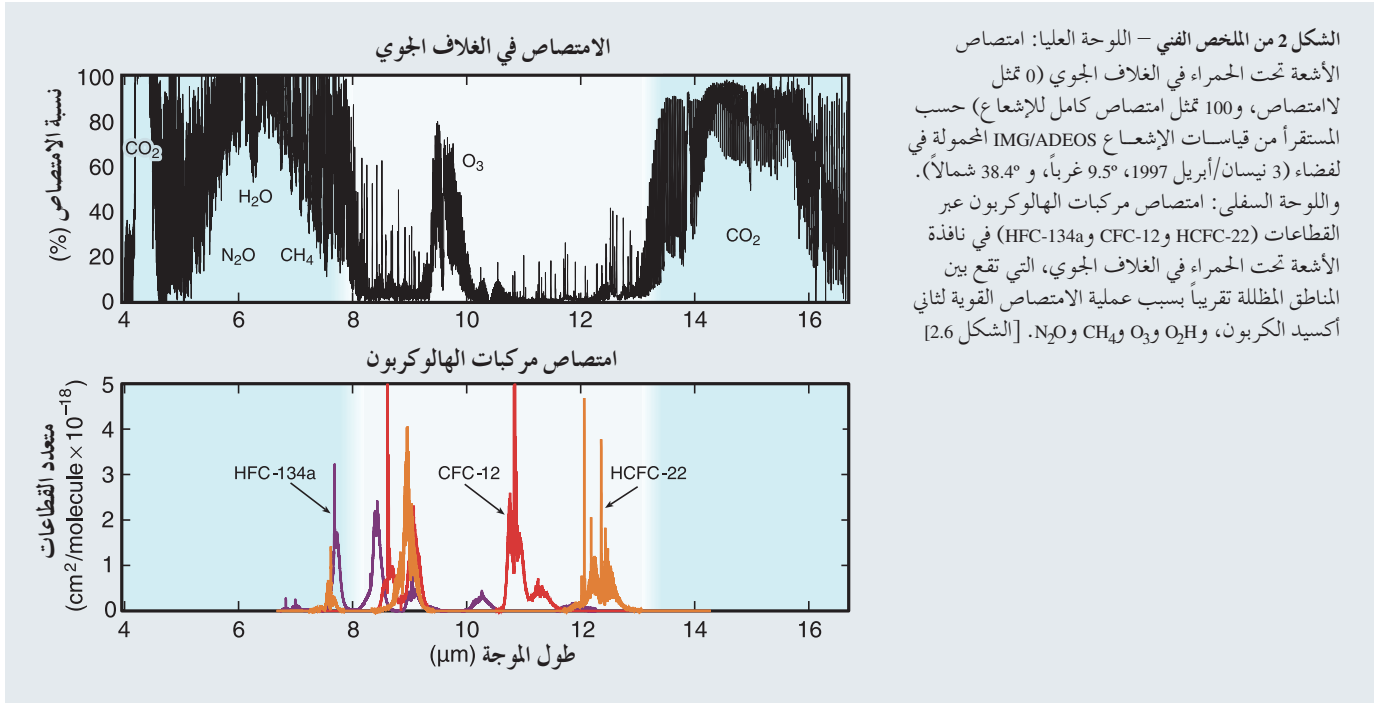 الشكل 2 من الملخص الفني – اللوحة العليا: امتصاص
الأشعة تحت الحمراء في الغلاف الجوي (0 تمثل
لاامتصاص، و100 تمثل امتصاص كامل للإشعاع) حسب
المستقرأ من قياسات الإشعاع IMG/ADEOS المحمولة في
لفضاء (3 نيسان/أبريل 1997، 9.5° غرباً، و 38.4° شمالاً).
واللوحة السفلى: امتصاص مركبات الهالوكربون عبر
القطاعات (HCFC-22 وCFC-12 وHFC-134a) في نافذة
الأشعة تحت الحمراء في الغلاف الجوي، التي تقع بين
المناطق المظللة تقريباً بسبب عملية الامتصاص القوية لثاني
أكسيد الكربون، وO₂H وO₃ وCH₄ وN₂O. [الشكل 2.6]
الامتصاص في الغلاف الجوي
نسبة الامتصاص (%)
100
80
60
40
20
0
CO₂
H₂O
N₂O CH₄
O₃
CO₂
4 6 8 10 12 14 16
امتصاص مركبات الهالوكربون
متعدد القطاعات
(cm²/molecule×10⁻¹⁸)
5
4
3
2
1
0
HFC-134a
CFC-12
HCFC-22
4 6 8 10 12 14 16
طول الموجة (µm)